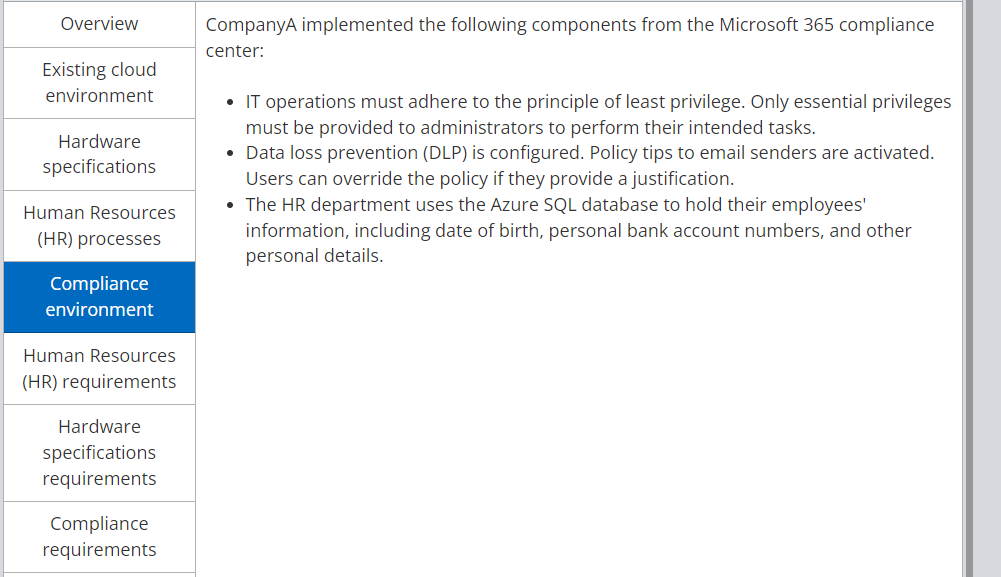 Overview
Existing cloud
environment
Hardware
specifications
Human Resources
(HR) processes
Compliance
environment
Human Resources
(HR) requirements
Hardware
specifications
requirements
Compliance
requirements
CompanyA implemented the following components from the Microsoft 365 compliance
center:
• IT operations must adhere to the principle of least privilege. Only essential privileges
must be provided to administrators to perform their intended tasks.
• Data loss prevention (DLP) is configured. Policy tips to email senders are activated.
Users can override the policy if they provide a justification.
• The HR department uses the Azure SQL database to hold their employees'
information, including date of birth, personal bank account numbers, and other
personal details.